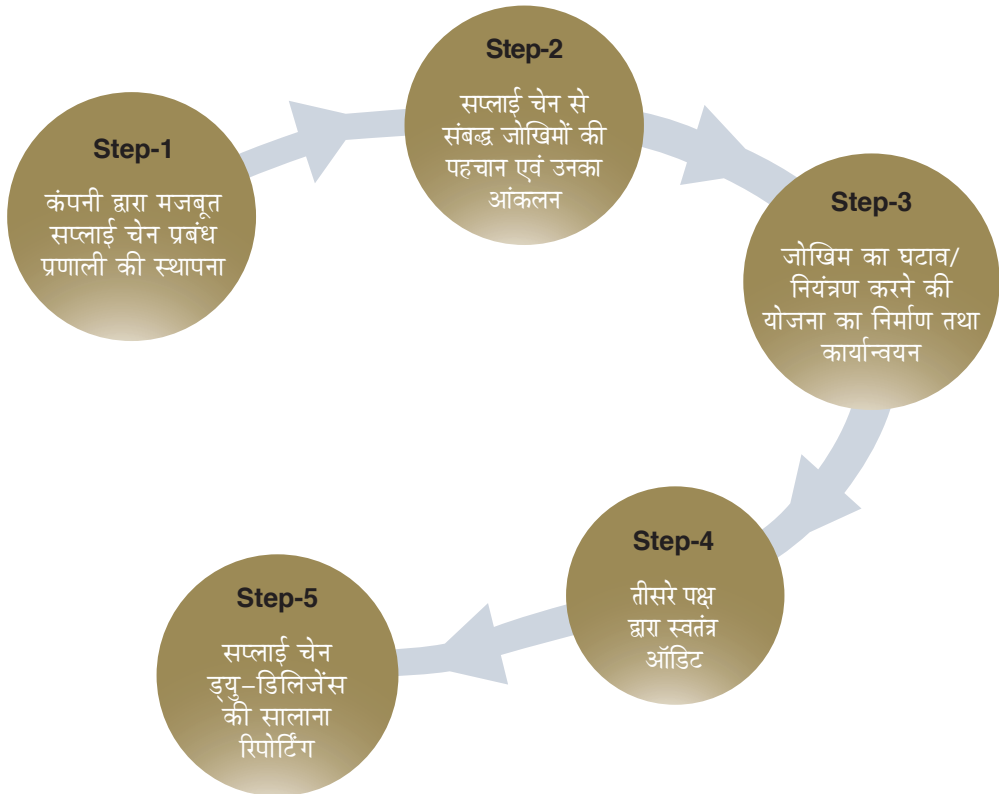 Step-1
कंपनी द्वारा मजबूत
सप्लाई चेन प्रबंध
प्रणाली की स्थापना
Step-2
सप्लाई चेन से
संबद्ध जोखिमों की
पहचान एवं उनका
आंकलन
Step-3
जोखिम का घटाव/
नियंत्रण करने की
योजना का निर्माण तथा
कार्यान्वयन
Step-4
तीसरे पक्ष
द्वारा स्वतंत्र
ऑडिट
Step-5
सप्लाई चेन
ड्यु-डिलिजेंस
की सालाना
रिपोर्टिंग